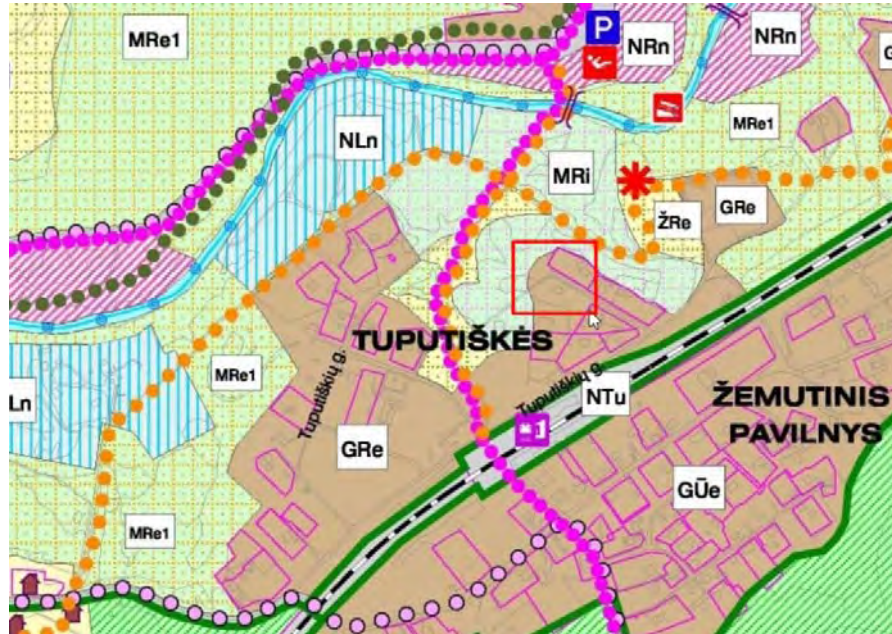 MRe1
P
NRn
NRn
G
NLn
MRe1
MRi
GRe
ŽRe
TUPUTIŠKĖS
Tuputiškių g.
Tuputiškių g.
MRe1
Ln
NTu
ŽEMUTINIS
PAVILNYS
GRe
GŪe
MRe1